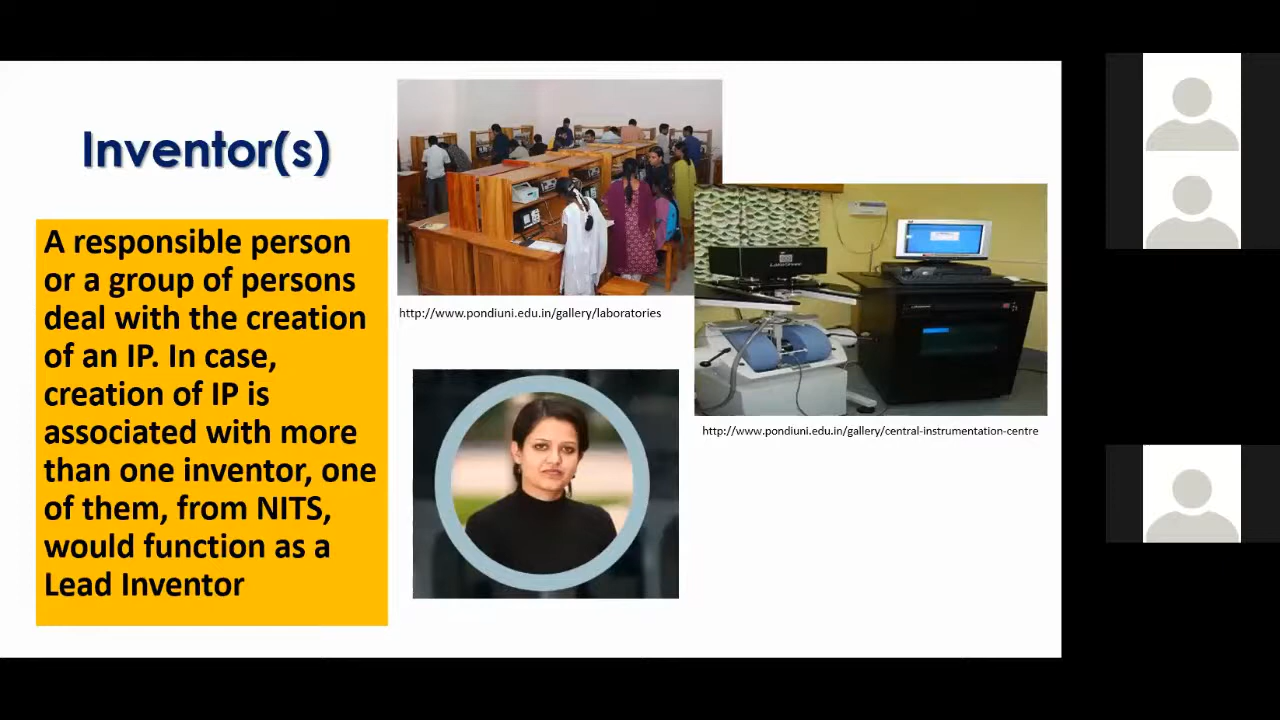 Inventor(s)
A responsible person
or a group of persons
deal with the creation
of an IP. In case,
creation of IP is
associated with more
than one inventor, one
of them, from NITS,
would function as a
Lead Inventor
http://www.pondiuni.edu.in/gallery/laboratories
http://www.pondiuni.edu.in/gallery/central-instrumentation-centre